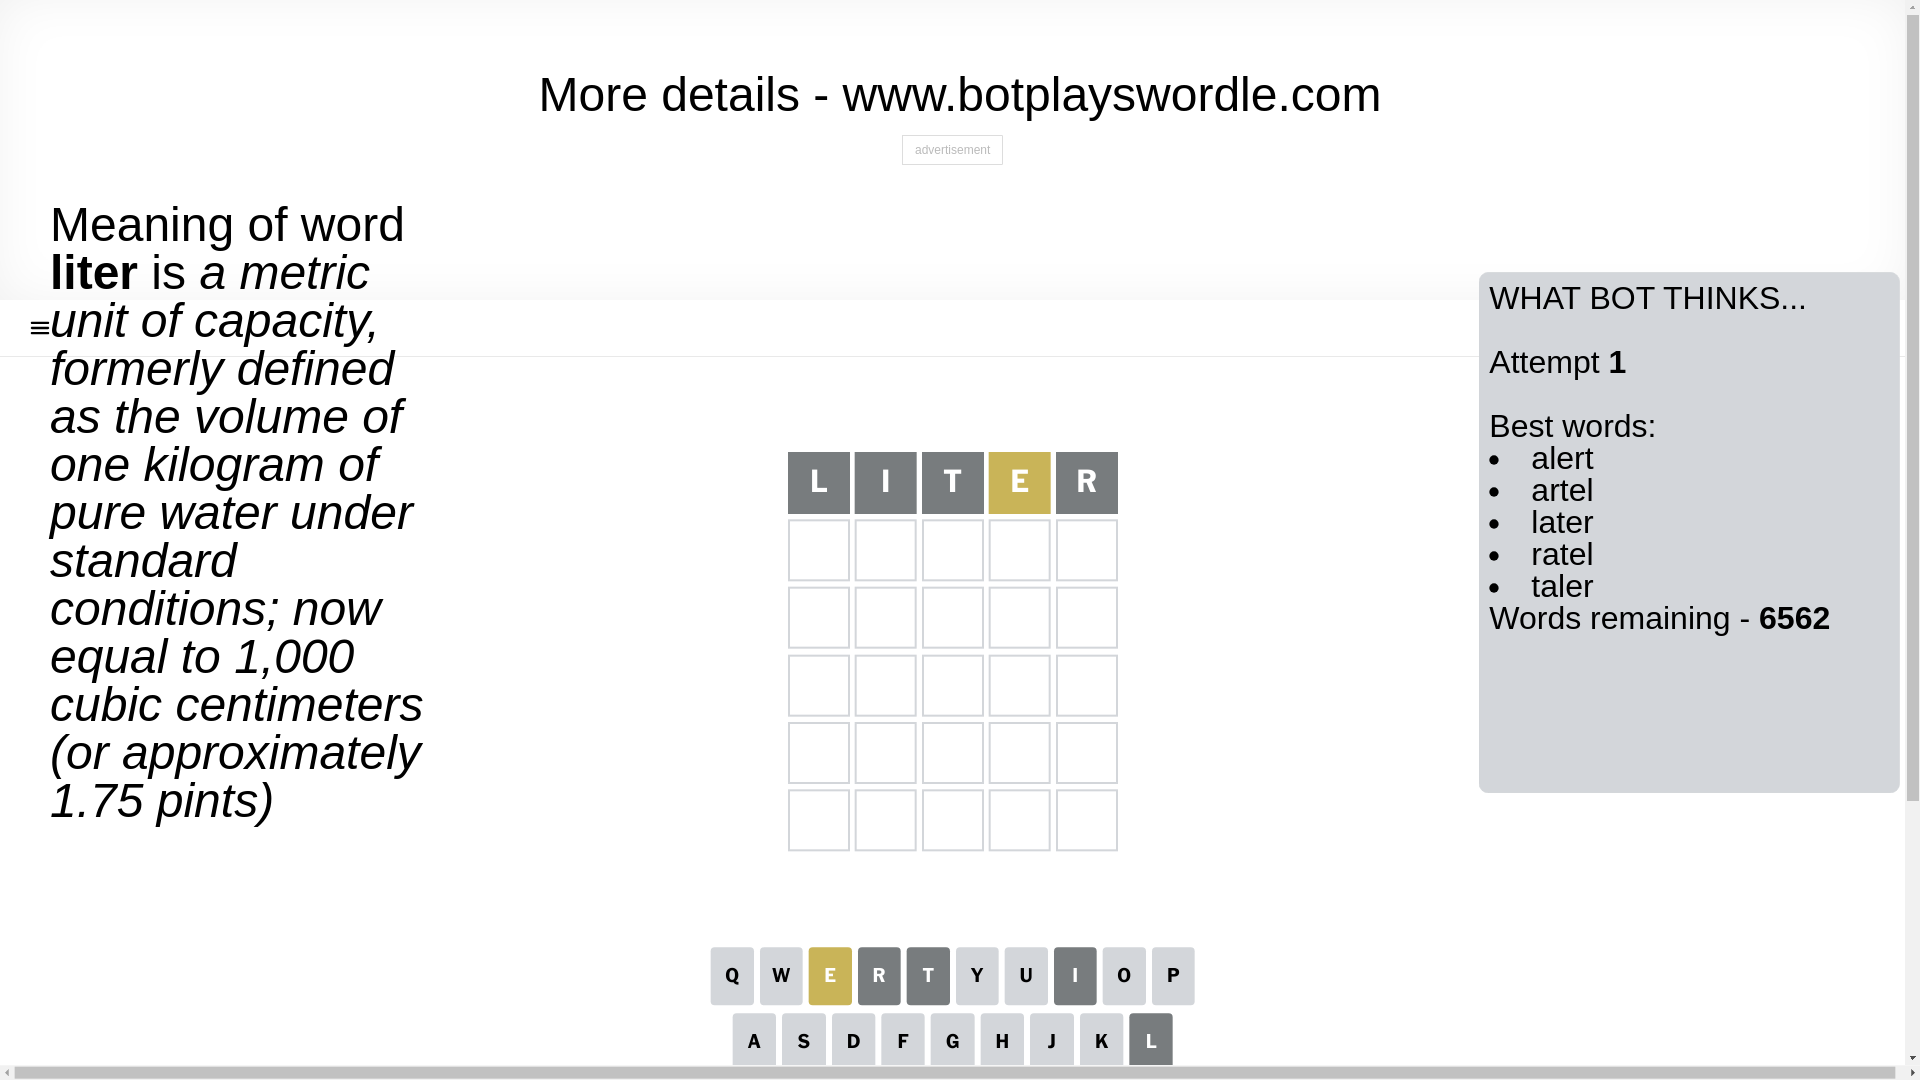 More details - www.botplayswordle.com
advertisement
Meaning of word
liter is a metric
unit of capacity,
formerly defined
as the volume of
one kilogram of
pure water under
standard
conditions; now
equal to 1,000
cubic centimeters
(or approximately
1.75 pints)
L I T E R
WHAT BOT THINKS...
Attempt 1
Best words:
• alert
• artel
• later
• ratel
• taler
Words remaining - 6562
Q W E R T Y U I O P
A S D F G H J K L